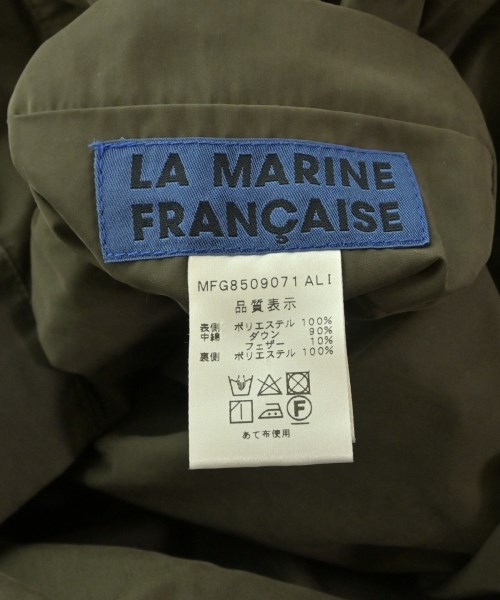 LA MARINE
FRANÇAISE
MFG8509071 ALI
品質表示
表側 ポリエステル 100%
中綿 ダウン 90%
フェザー 10%
裏側 ポリエステル 100%
F
あて布使用